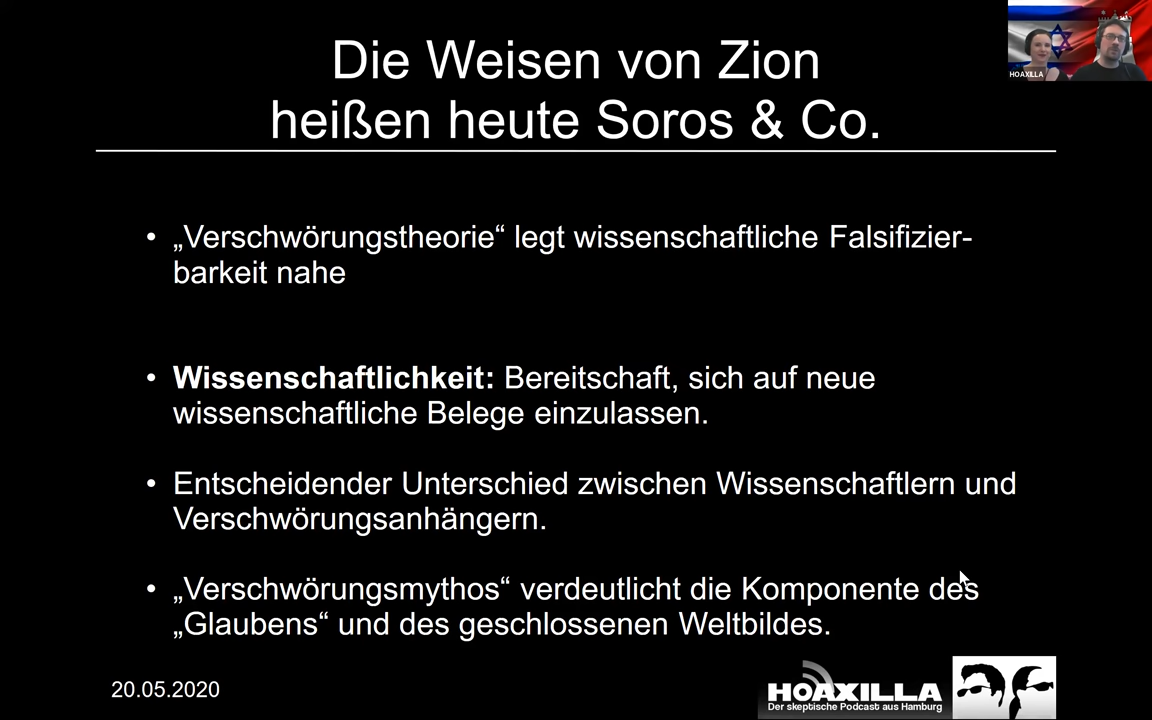 Die Weisen von Zion
heißen heute Soros & Co.
HOAXILLA
• „Verschwörungstheorie“ legt wissenschaftliche Falsifizier-
barkeit nahe
• Wissenschaftlichkeit: Bereitschaft, sich auf neue
wissenschaftliche Belege einzulassen.
• Entscheidender Unterschied zwischen Wissenschaftlern und
Verschwörungsanhängern.
• „Verschwörungsmythos“ verdeutlicht die Komponente des
„Glaubens“ und des geschlossenen Weltbildes.
20.05.2020
HOAXILLA
Der skeptische Podcast aus Hamburg